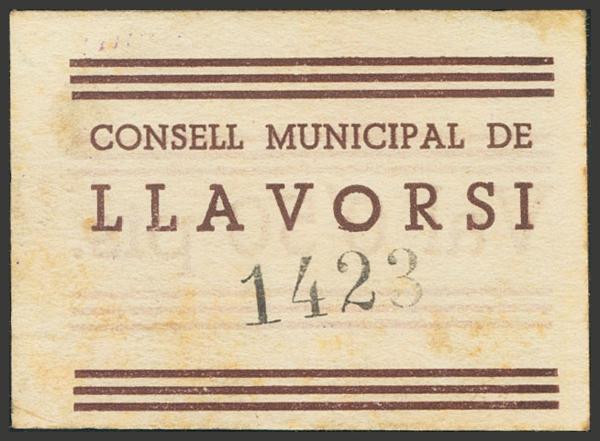 CONSELL MUNICIPAL DE
LLAVORSI
1423